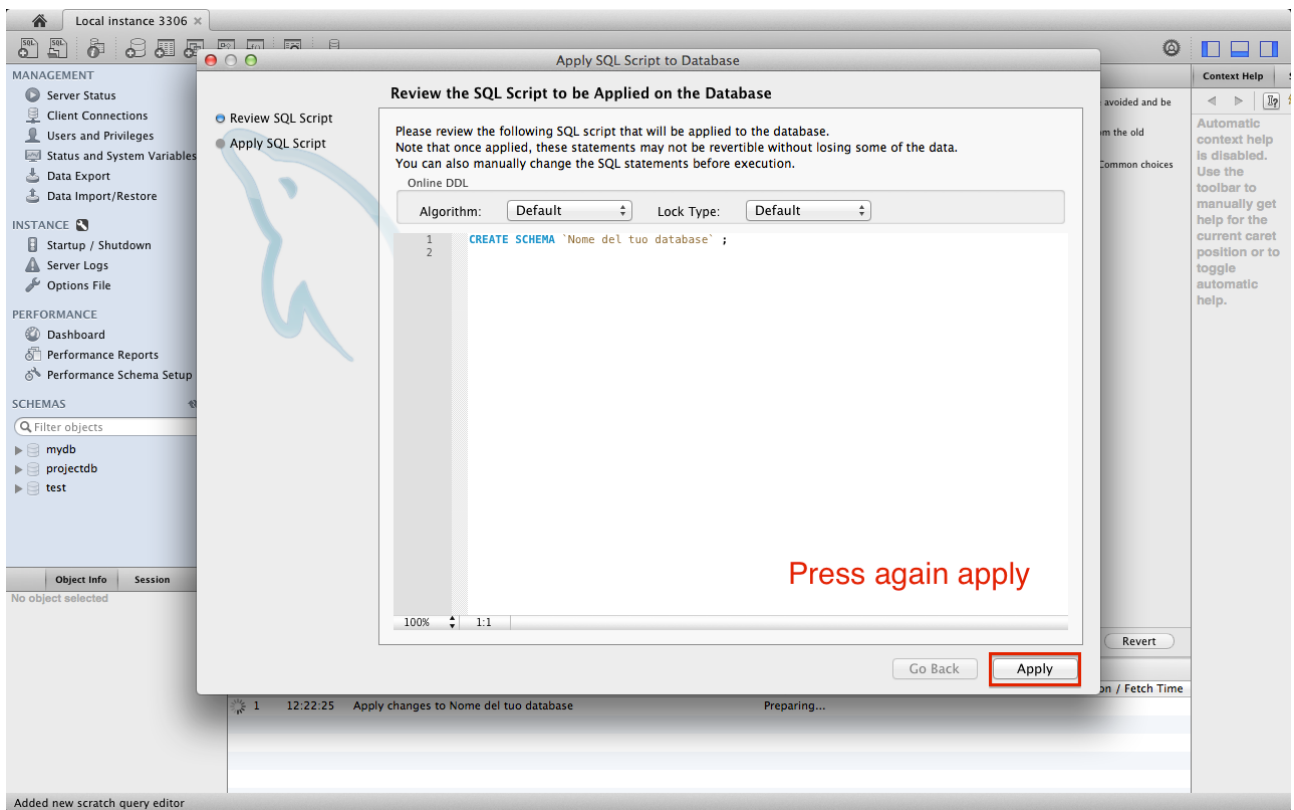 Local instance 3306
MANAGEMENT
Server Status
Client Connections
Users and Privileges
Status and System Variables
Data Export
Data Import/Restore
INSTANCE
Startup / Shutdown
Server Logs
Options File
PERFORMANCE
Dashboard
Performance Reports
Performance Schema Setup
SCHEMAS
Filter objects
mydb
projectdb
test
Object Info Session
No object selected
Apply SQL Script to Database
Review SQL Script
Apply SQL Script
Review the SQL Script to be Applied on the Database
Please review the following SQL script that will be applied to the database.
Note that once applied, these statements may not be revertible without losing some of the data.
You can also manually change the SQL statements before execution.
Online DDL
Algorithm: Default Lock Type: Default
1 CREATE SCHEMA `Nome del tuo database` ;
2
Press again apply
100% 1:1
Go Back Apply
avoided and be
the old
Common choices
Revert
/ Fetch Time
1 12:22:25 Apply changes to Nome del tuo database Preparing...
Context Help
Automatic
context help
is disabled.
Use the
toolbar to
manually get
help for the
current caret
position or to
toggle
automatic
help.
Added new scratch query editor